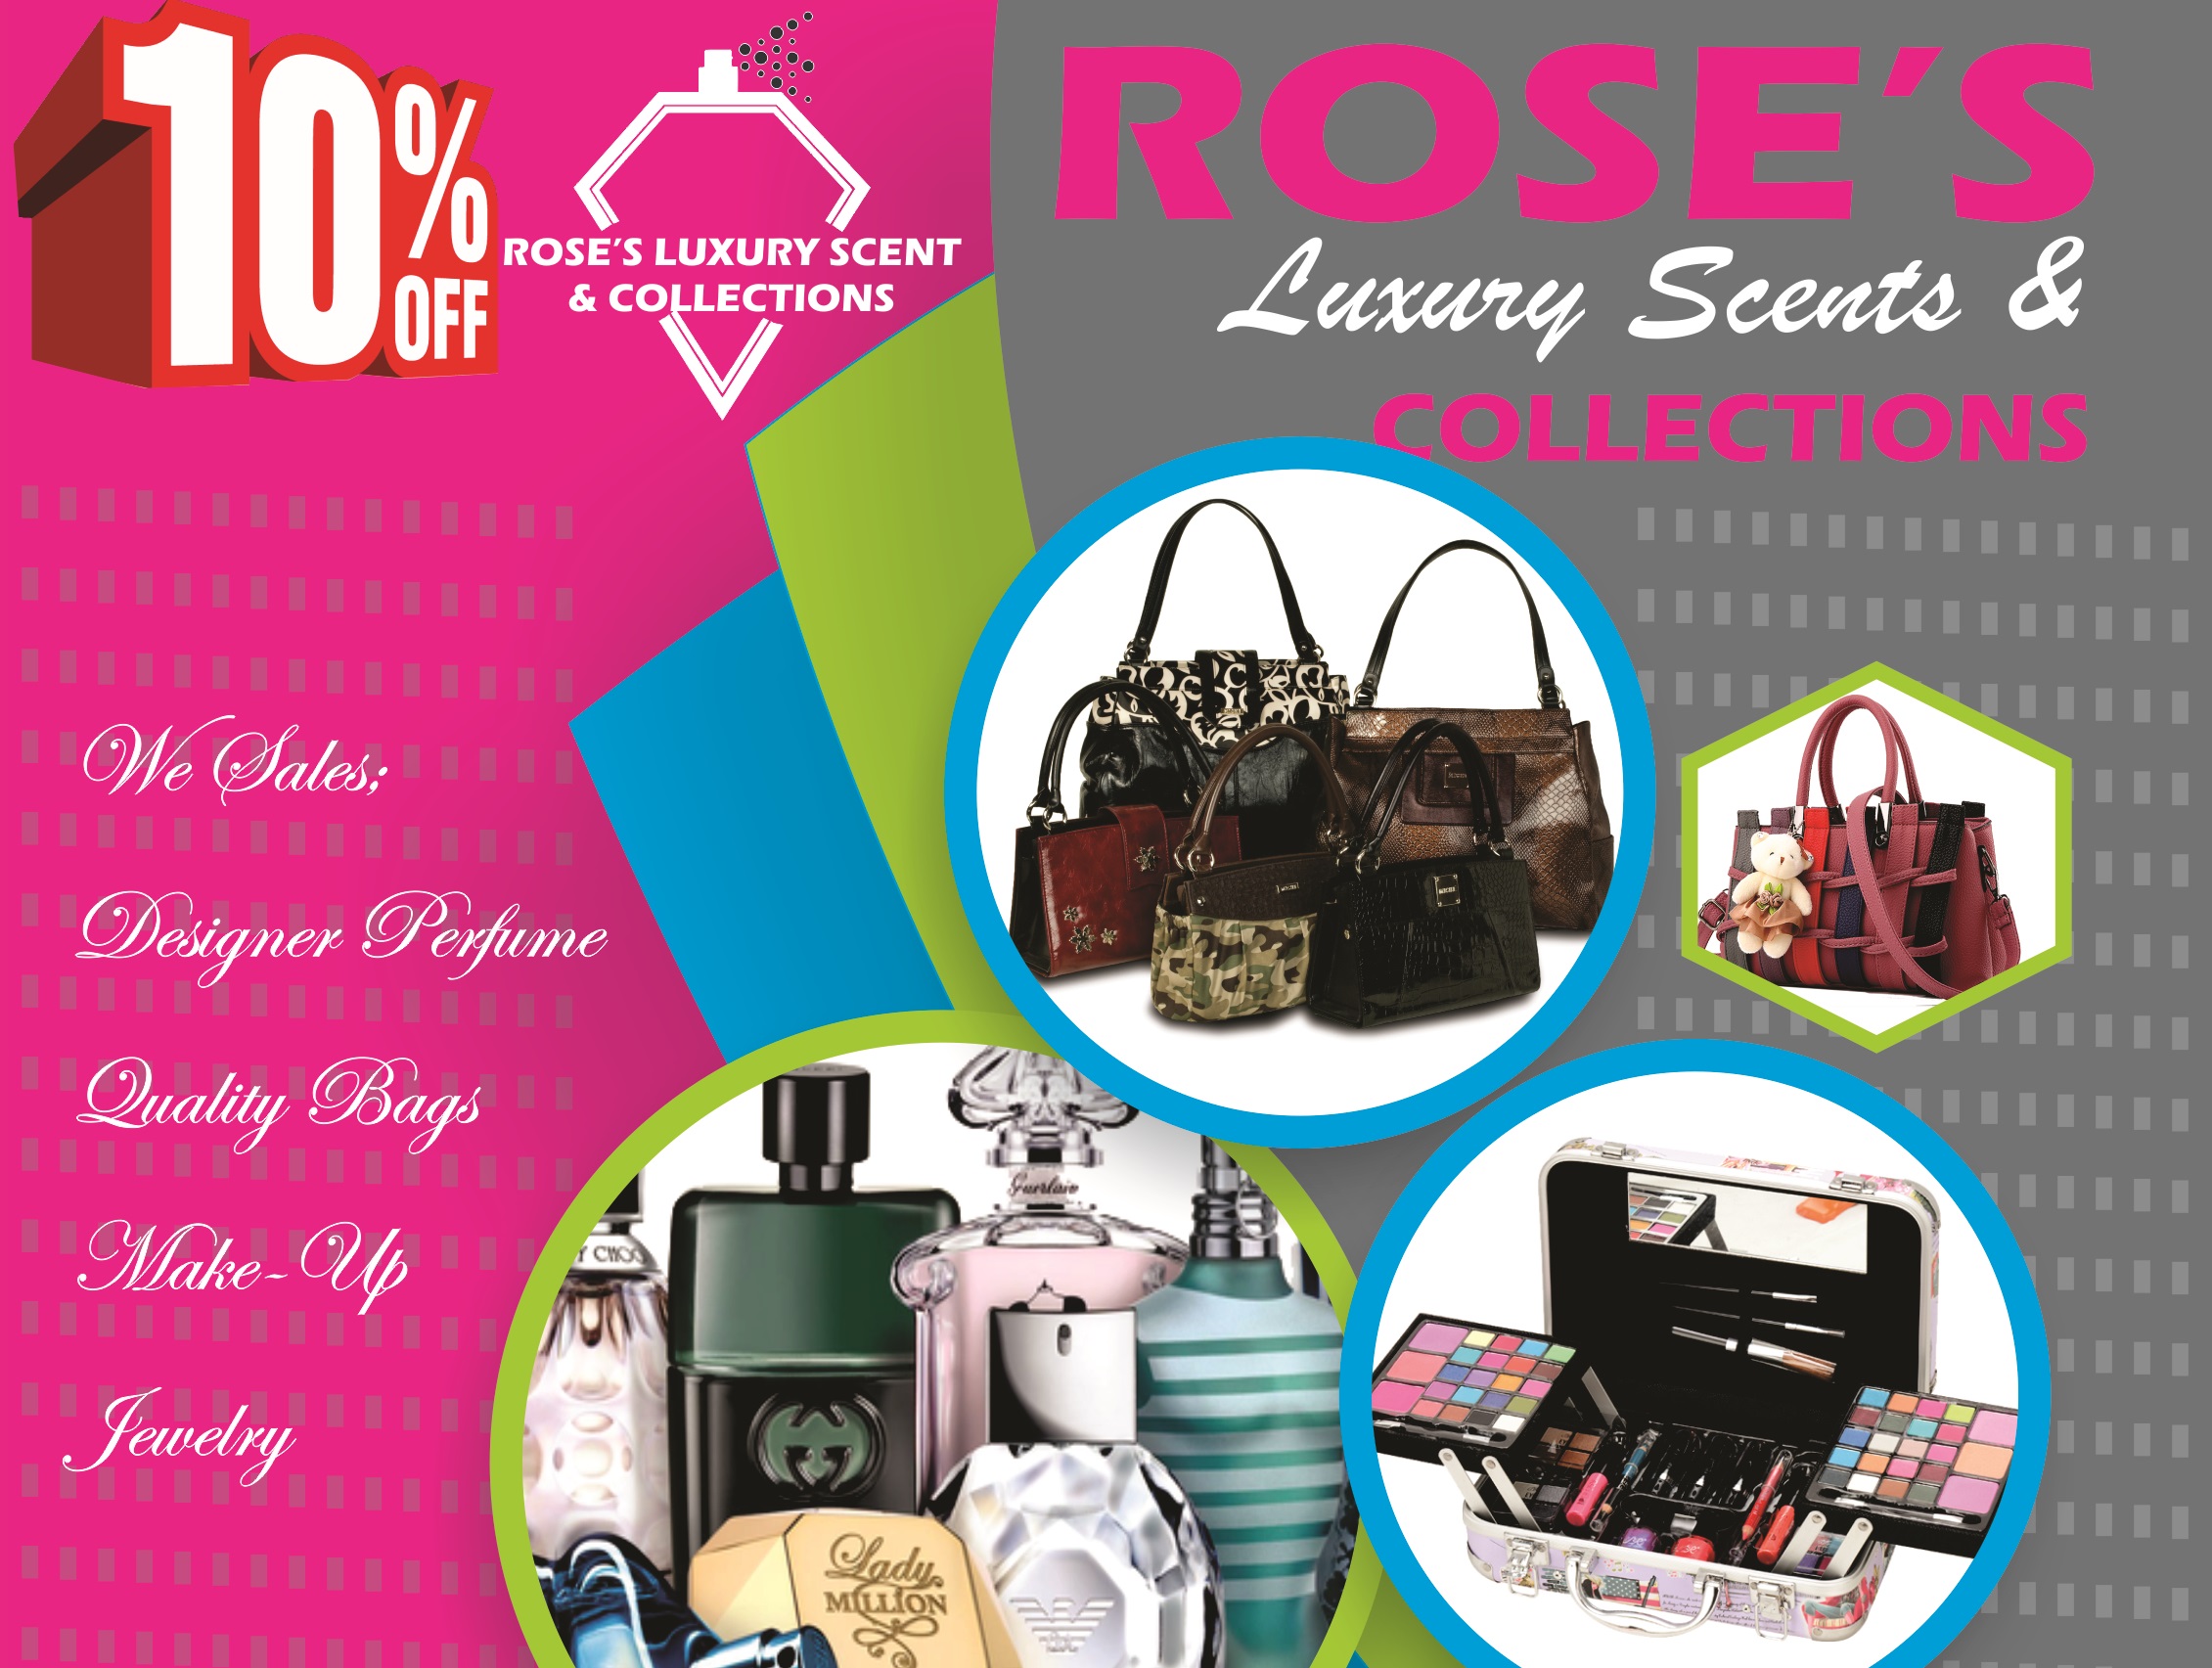 10%
OFF
ROSE'S LUXURY SCENT
& COLLECTIONS
ROSE'S
Luxury Scents &
COLLECTIONS
We Sales;
Designer Perfume
Quality Bags
Make-Up
Jewelry
Y CHOO
Guerlain
Lady
MILLION